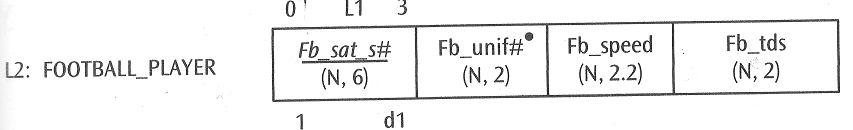 0 L1 3
L2: FOOTBALL_PLAYER
Fb_sat_s# Fb_unif#• Fb_speed Fb_tds
(N, 6) (N, 2) (N, 2.2) (N, 2)
1 d1